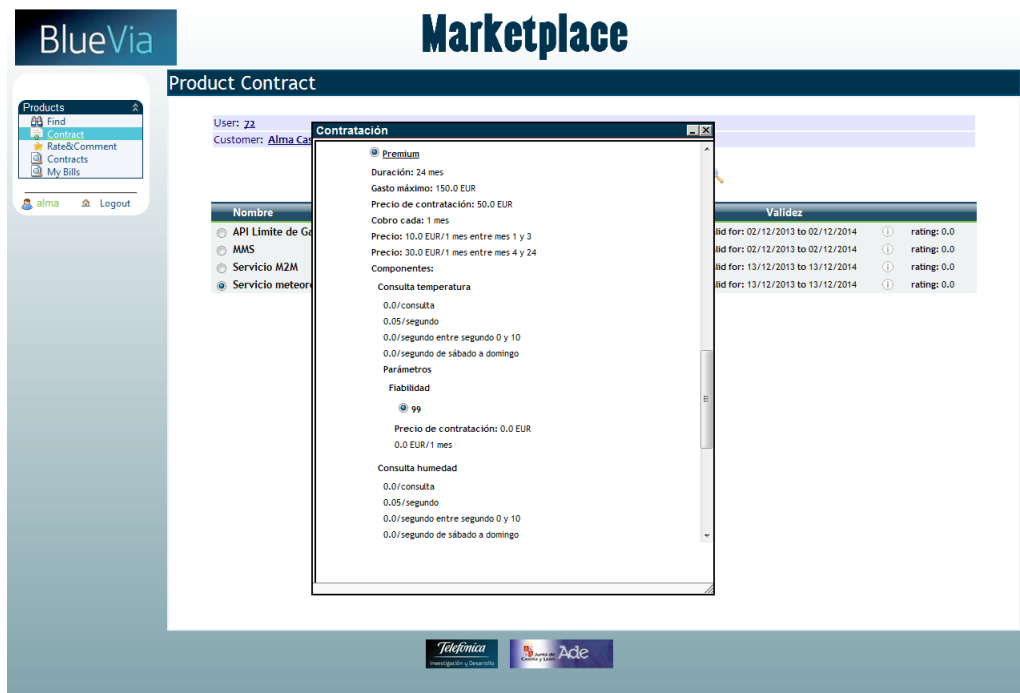 BlueVia
Marketplace
Product Contract
Products
Find
Contract
Rate&Comment
Contracts
My Bills
alma
Logout
User: 72
Customer: Alma Cas
Contratación
Premium
Duración: 24 mes
Gasto máximo: 150.0 EUR
Precio de contratación: 50.0 EUR
Cobro cada: 1 mes
Precio: 10.0 EUR/1 mes entre mes 1 y 3
Precio: 30.0 EUR/1 mes entre mes 4 y 24
Componentes:
Consulta temperatura
0.0/consulta
0.05/segundo
0.0/segundo entre segundo 0 y 10
0.0/segundo de sábado a domingo
Parámetros
Fiabilidad
99
Precio de contratación: 0.0 EUR
0.0 EUR/1 mes
Consulta humedad
0.0/consulta
0.05/segundo
0.0/segundo entre segundo 0 y 10
0.0/segundo de sábado a domingo
Nombre Validez
API Limite de Ga lid for: 02/12/2013 to 02/12/2014 rating: 0.0
MMS lid for: 02/12/2013 to 02/12/2014 rating: 0.0
Servicio M2M lid for: 13/12/2013 to 13/12/2014 rating: 0.0
Servicio meteor lid for: 13/12/2013 to 13/12/2014 rating: 0.0
Telefónica
Investigación y Desarrollo
Junta de
Castilla y León
Ade